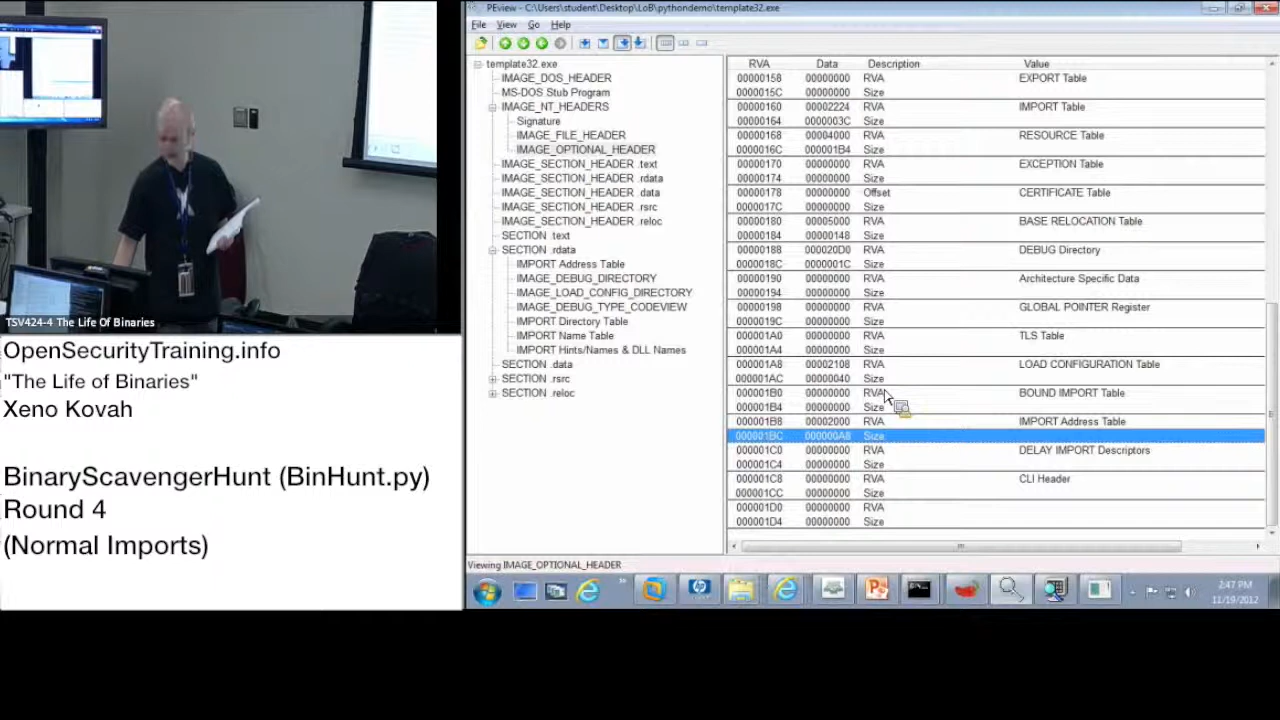 TSV424-4 The Life Of Binaries
OpenSecurityTraining.info
"The Life of Binaries"
Xeno Kovah
BinaryScavengerHunt (BinHunt.py)
Round 4
(Normal Imports)
PEview - C:\Users\student\Desktop\LoB\pythondemo\template32.exe
File View Go Help
template32.exe
IMAGE_DOS_HEADER
MS-DOS Stub Program
IMAGE_NT_HEADERS
Signature
IMAGE_FILE_HEADER
IMAGE_OPTIONAL_HEADER
IMAGE_SECTION_HEADER .text
IMAGE_SECTION_HEADER .rdata
IMAGE_SECTION_HEADER .data
IMAGE_SECTION_HEADER .rsrc
IMAGE_SECTION_HEADER .reloc
SECTION .text
SECTION .rdata
IMPORT Address Table
IMAGE_DEBUG_DIRECTORY
IMAGE_LOAD_CONFIG_DIRECTORY
IMAGE_DEBUG_TYPE_CODEVIEW
IMPORT Directory Table
IMPORT Name Table
IMPORT Hints/Names & DLL Names
SECTION .data
SECTION .rsrc
SECTION .reloc
RVA Data Description Value
00000158 00000000 RVA EXPORT Table
0000015C 00000000 Size
00000160 00002224 RVA IMPORT Table
00000164 0000003C Size
00000168 00004000 RVA RESOURCE Table
0000016C 000001B4 Size
00000170 00000000 RVA EXCEPTION Table
00000174 00000000 Size
00000178 00000000 Offset CERTIFICATE Table
0000017C 00000000 Size
00000180 00005000 RVA BASE RELOCATION Table
00000184 00000148 Size
00000188 000020D0 RVA DEBUG Directory
0000018C 0000001C Size
00000190 00000000 RVA Architecture Specific Data
00000194 00000000 Size
00000198 00000000 RVA GLOBAL POINTER Register
0000019C 00000000 Size
000001A0 00000000 RVA TLS Table
000001A4 00000000 Size
000001A8 00002108 RVA LOAD CONFIGURATION Table
000001AC 00000040 Size
000001B0 00000000 RVA BOUND IMPORT Table
000001B4 00000000 Size
000001B8 00002000 RVA IMPORT Address Table
000001BC 000000A8 Size
000001C0 00000000 RVA DELAY IMPORT Descriptors
000001C4 00000000 Size
000001C8 00000000 RVA CLI Header
000001CC 00000000 Size
000001D0 00000000 RVA
000001D4 00000000 Size
Viewing IMAGE_OPTIONAL_HEADER
2:47 PM
11/19/2012